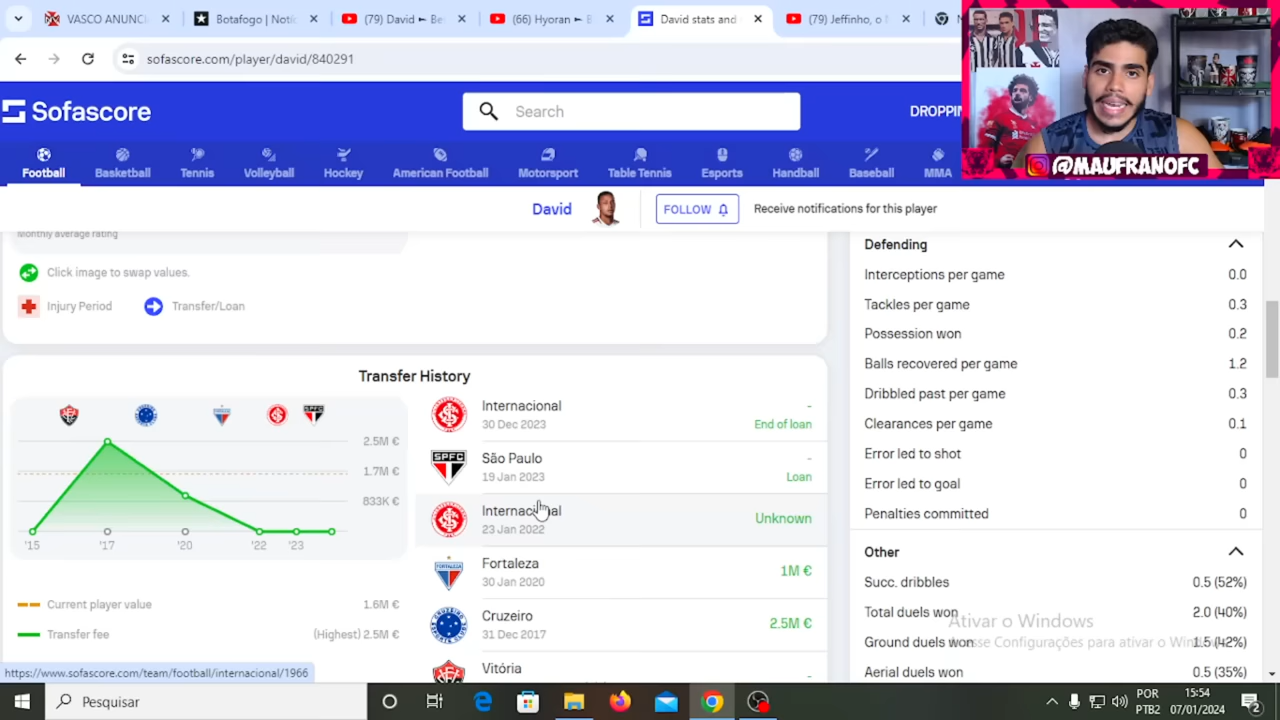 VASCO ANUNCI
Botafogo | Notíc
(79) David ► Be
(66) Hyoran ► B
David stats and
(79) Jeffinho, o
sofascore.com/player/david/840291
@MAUFRANOFC
Sofascore
Search
DROPPIN
Football
Basketball
Tennis
Volleyball
Hockey
American Football
Motorsport
Table Tennis
Esports
Handball
Baseball
MMA
David
FOLLOW
Receive notifications for this player
Monthly average rating
Click image to swap values.
Injury Period
Transfer/Loan
Transfer History
2.5M €
1.7M €
833K €
'15 '17 '20 '22 '23
Current player value 1.6M €
Transfer fee (Highest) 2.5M €
SPFC
Internacional -
30 Dec 2023 End of loan
SPFC
São Paulo -
19 Jan 2023 Loan
Internacional
23 Jan 2022 Unknown
FORTALEZA
Fortaleza
30 Jan 2020 1M €
Cruzeiro
31 Dec 2017 2.5M €
Vitória -
Defending
Interceptions per game 0.0
Tackles per game 0.3
Possession won 0.2
Balls recovered per game 1.2
Dribbled past per game 0.3
Clearances per game 0.1
Error led to shot 0
Error led to goal 0
Penalties committed 0
Other
Succ. dribbles 0.5 (52%)
Total duels won 2.0 (40%)
Ground duels won 1.5 (42%)
Aerial duels won 0.5 (35%)
Ativar o Windows
Acesse Configurações para ativar o Windows.
https://www.sofascore.com/team/football/internacional/1966
Pesquisar
POR
PTB2
15:54
07/01/2024
2